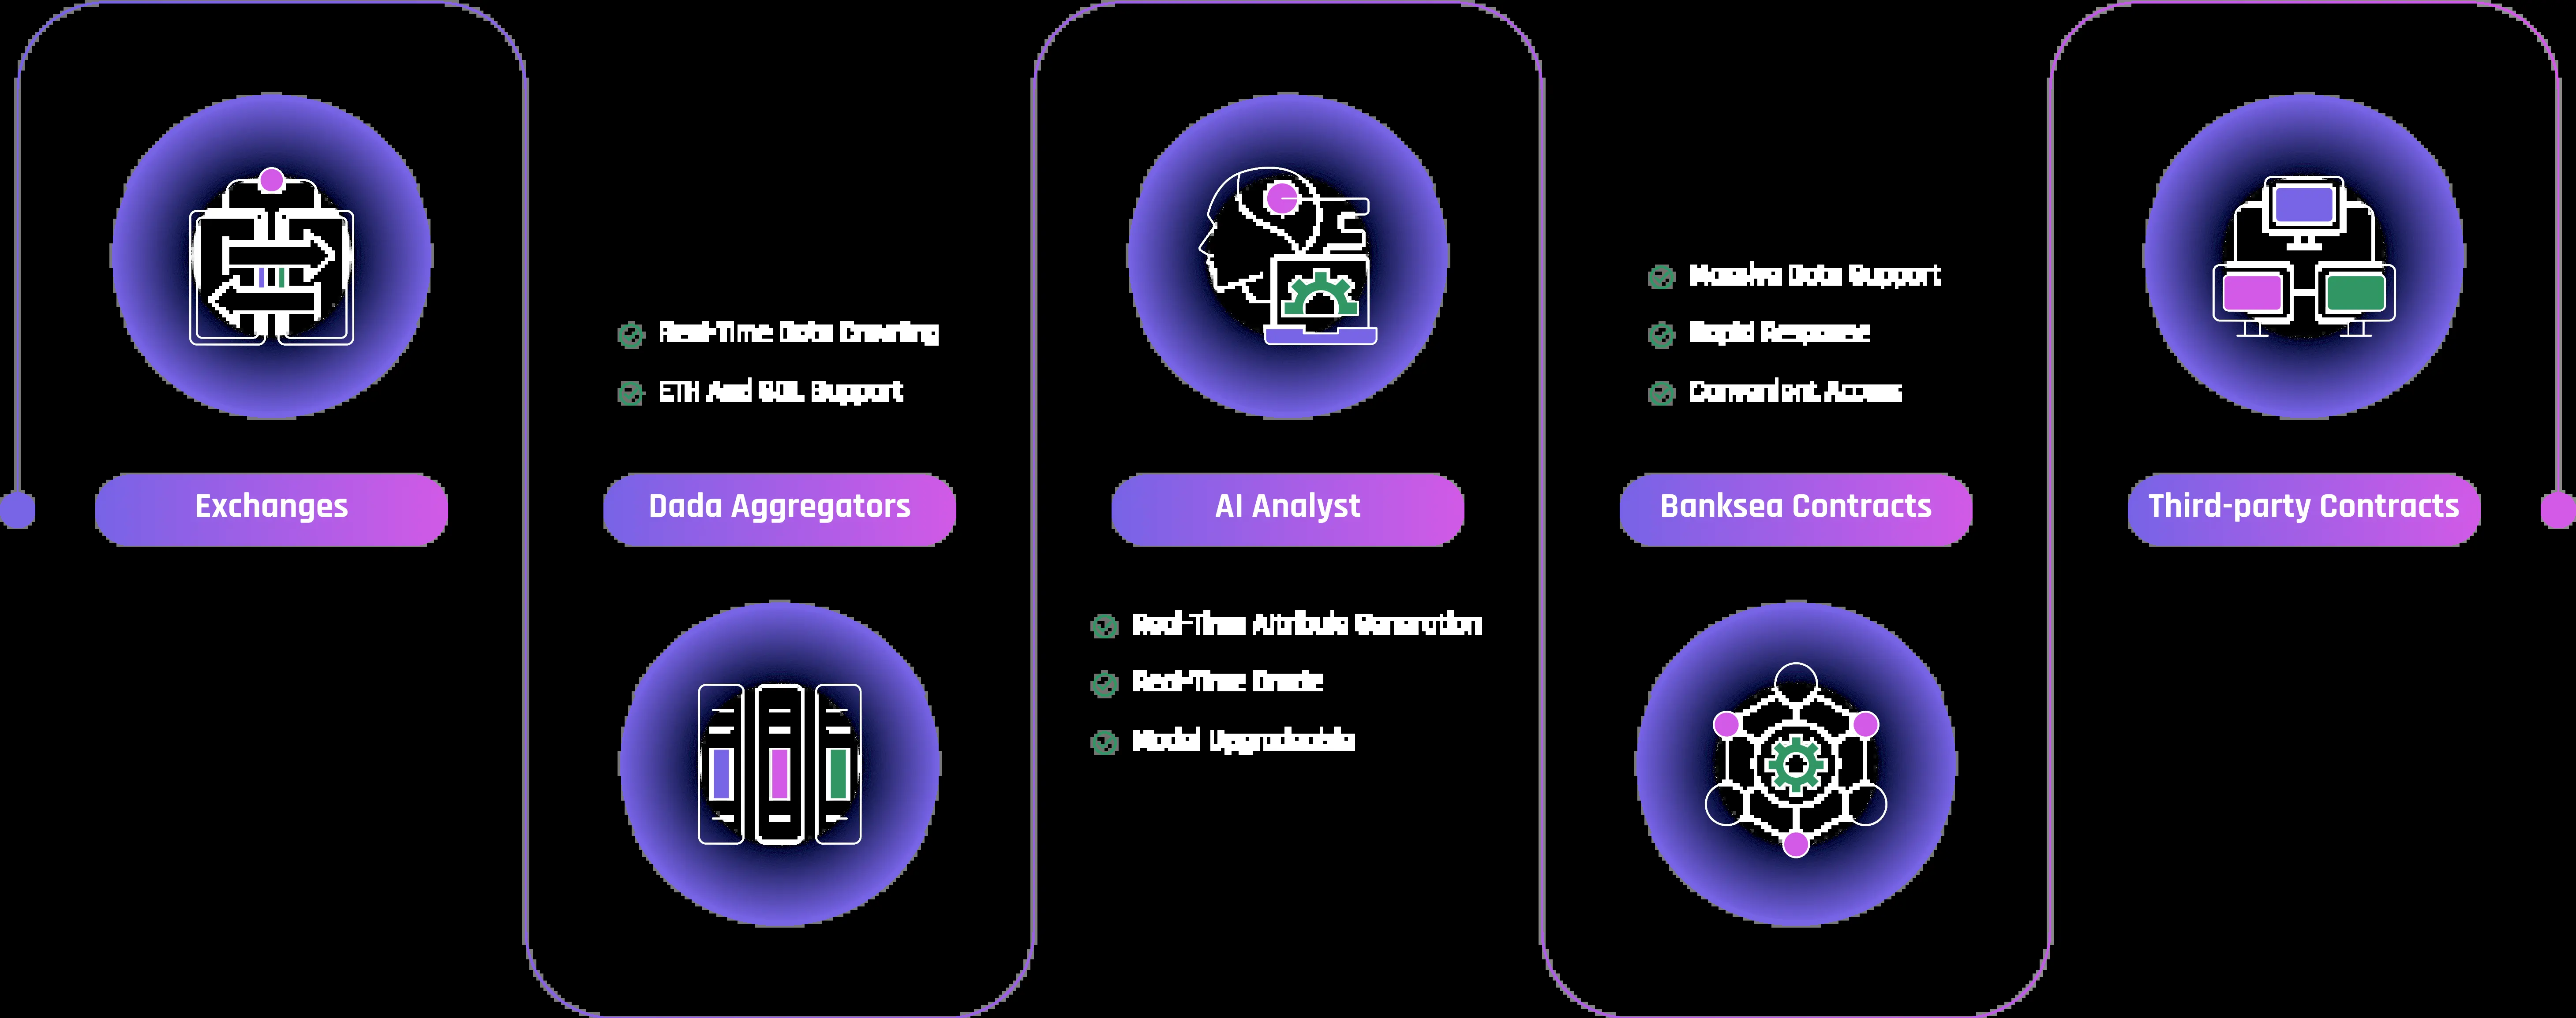 Exchanges
Real-Time Data Crawling
ETH And SOL Support
Dada Aggregators
AI Analyst
Real-Time Attribute Generation
Real-Time Oracle
Model Upgradeable
Massive Data Support
Rapid Response
Convenient Access
Banksea Contracts
Third-party Contracts